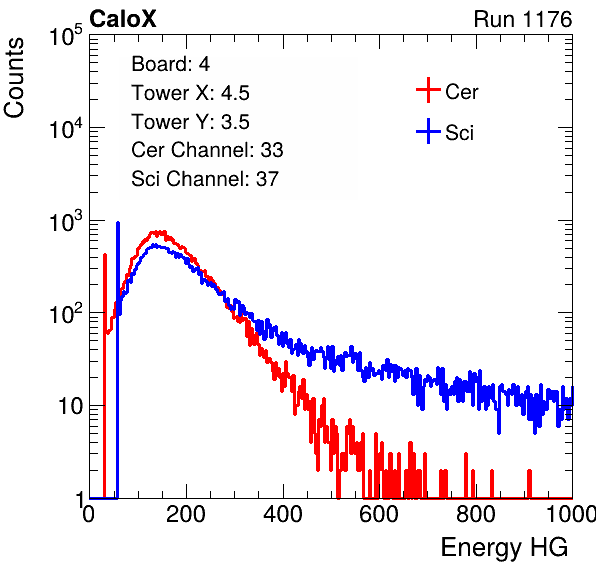 CaloX Run 1176
Counts
10^5
10^4
10^3
10^2
10
1
Board: 4
Tower X: 4.5
Tower Y: 3.5
Cer Channel: 33
Sci Channel: 37
Cer
Sci
0 200 400 600 800 1000
Energy HG